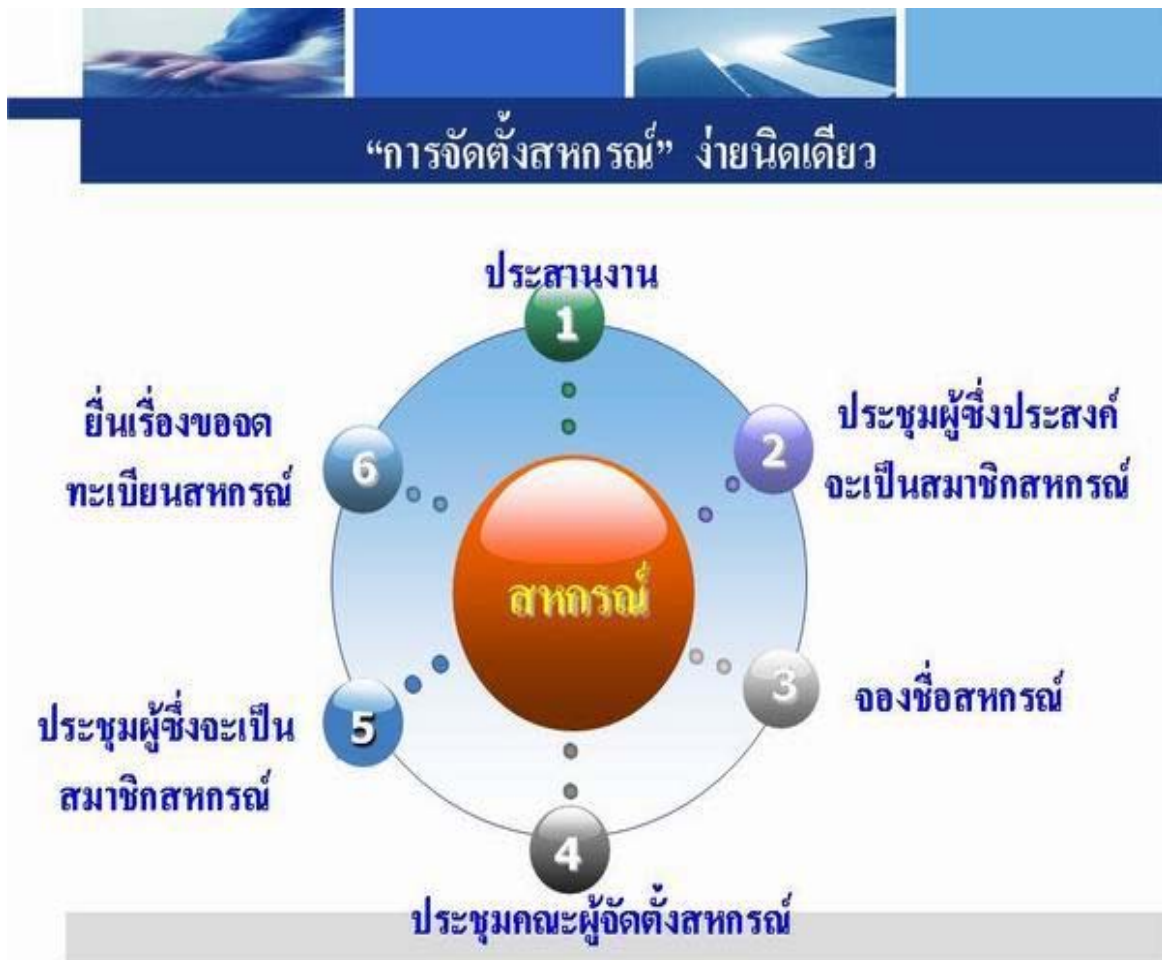 “การจัดตั้งสหกรณ์” ง่ายนิดเดียว
ประสานงาน
1
ประชุมผู้ซึ่งประสงค์
จะเป็นสมาชิกสหกรณ์
2
จองชื่อสหกรณ์
3
ประชุมคณะผู้จัดตั้งสหกรณ์
4
ประชุมผู้ซึ่งจะเป็น
สมาชิกสหกรณ์
5
ยื่นเรื่องขอจด
ทะเบียนสหกรณ์
6
สหกรณ์